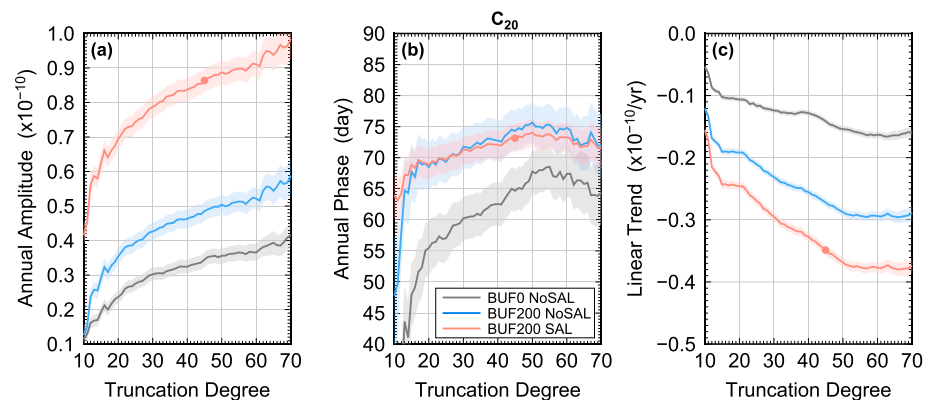 C20
(a)
1.0
0.9
0.8
0.7
0.6
0.5
0.4
0.3
0.2
0.1
10 20 30 40 50 60 70
Annual Amplitude (x10−10)
Truncation Degree
(b)
90
85
80
75
70
65
60
55
50
45
40
10 20 30 40 50 60 70
Annual Phase (day)
Truncation Degree
BUF0 NoSAL
BUF200 NoSAL
BUF200 SAL
(c)
0.0
−0.1
−0.2
−0.3
−0.4
−0.5
10 20 30 40 50 60 70
Linear Trend (x10−10/yr)
Truncation Degree